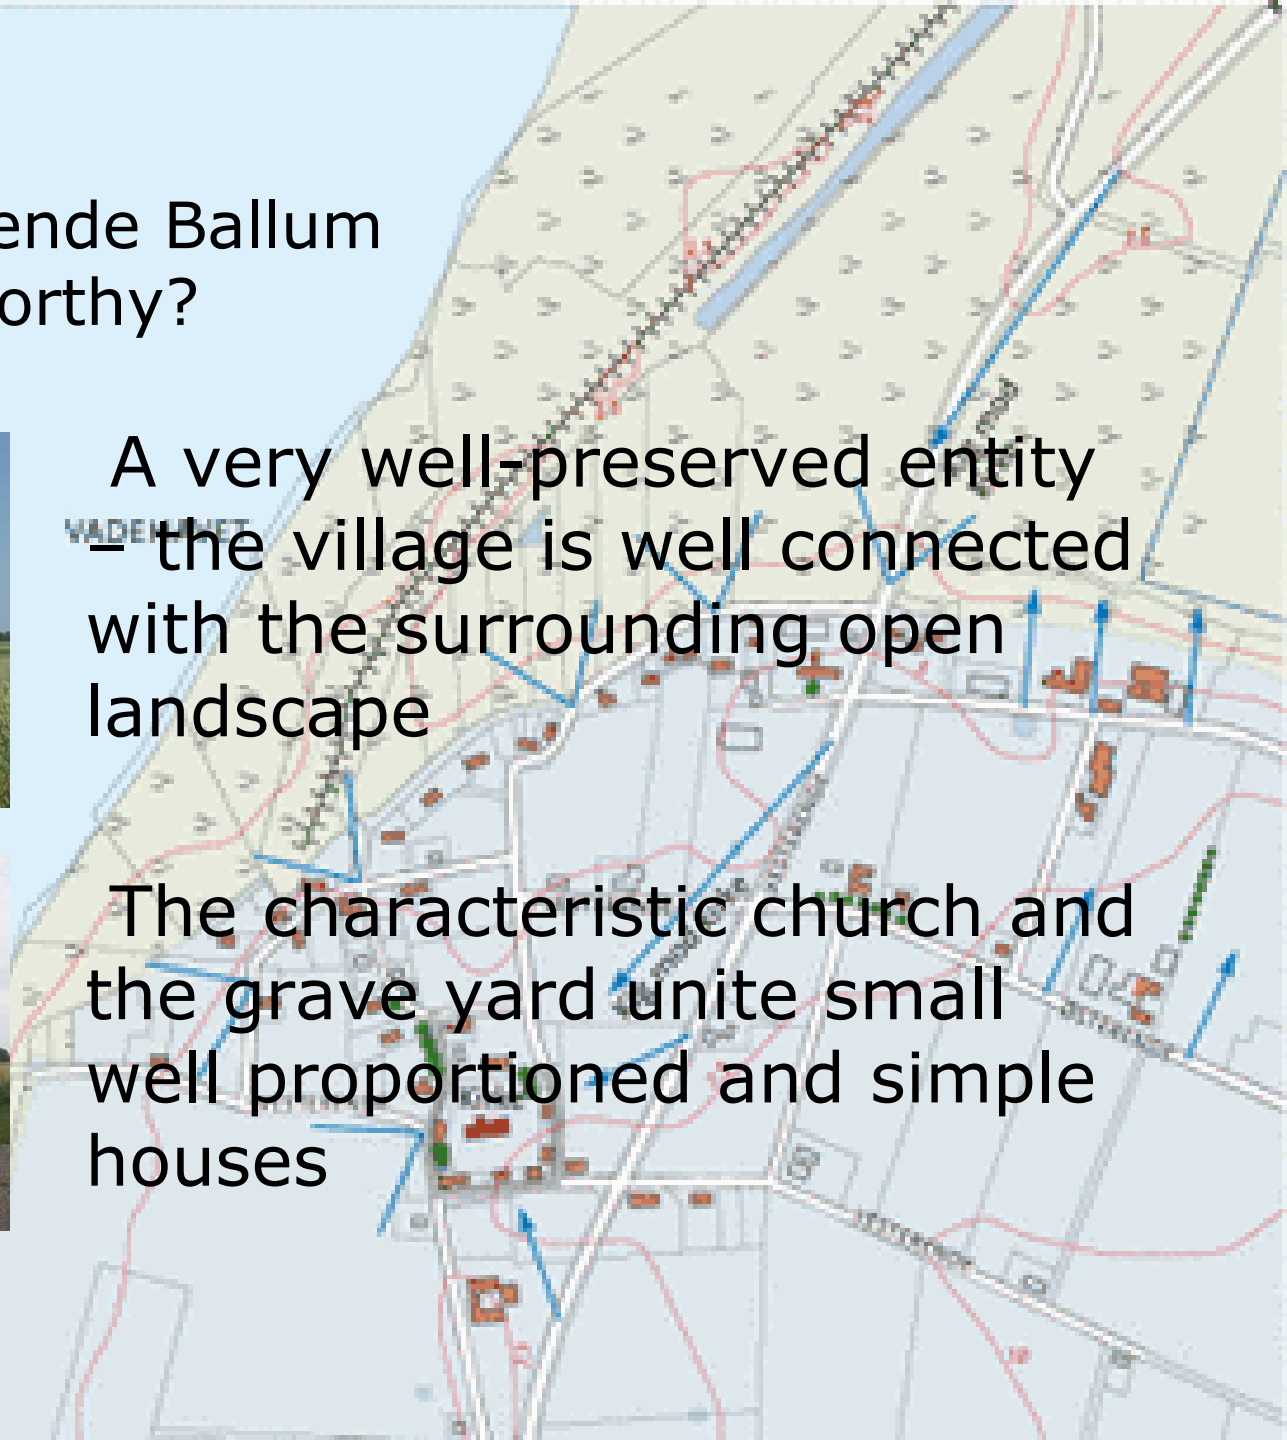 ende Ballum
orthy?
A very well-preserved entity
– the village is well connected
with the surrounding open
landscape
The characteristic church and
the grave yard unite small
well proportioned and simple
houses